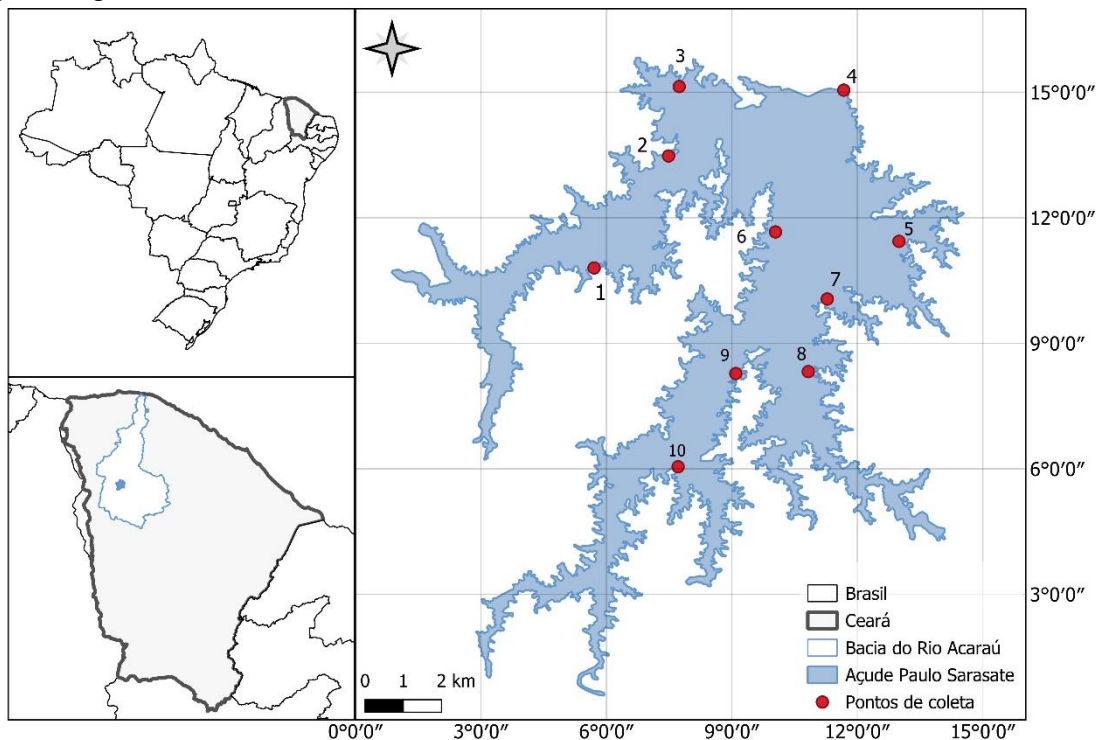 3
4
15°0′0″
2
12°0′0″
6
5
1
7
9°0′0″
9
8
10
6°0′0″
3°0′0″
Brasil
Ceará
Bacia do Rio Acaraú
Açude Paulo Sarasate
Pontos de coleta
0 1 2 km
0°0′0″ 3°0′0″ 6°0′0″ 9°0′0″ 12°0′0″ 15°0′0″